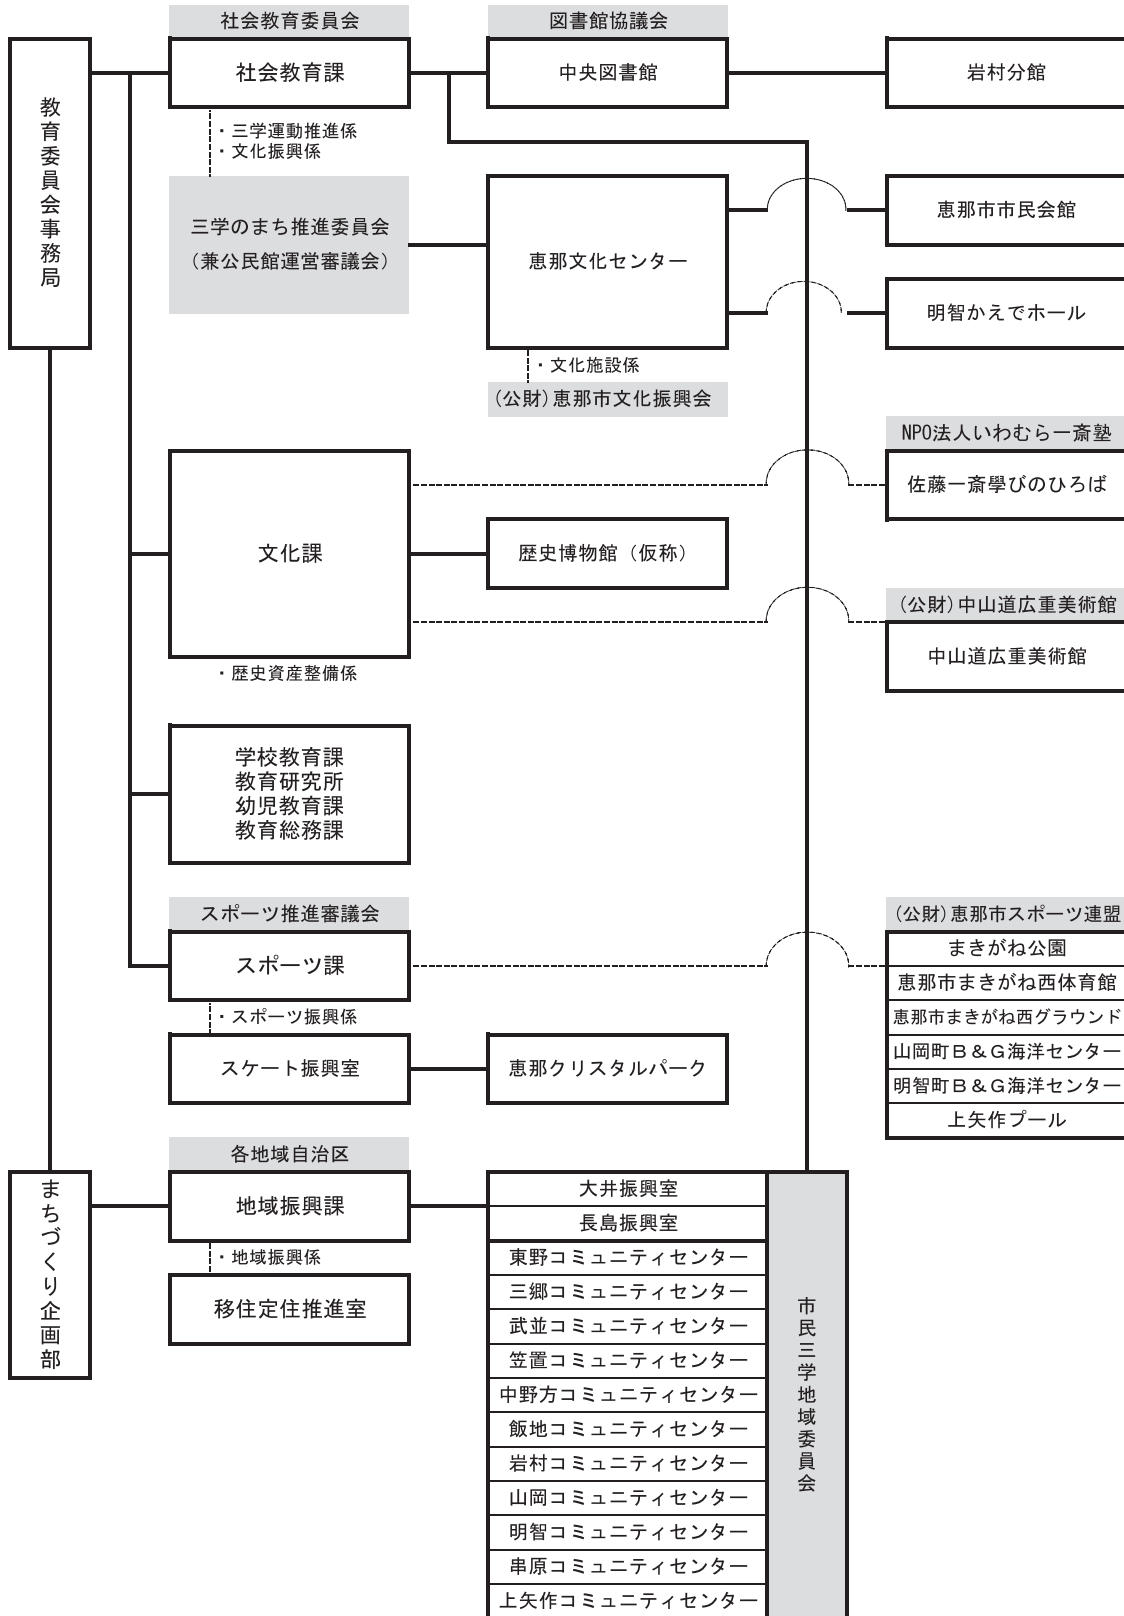 教育委員会事務局
社会教育委員会
社会教育課
・三学運動推進係
・文化振興係
三学のまち推進委員会
（兼公民館運営審議会）
図書館協議会
中央図書館
岩村分館
恵那文化センター
・文化施設係
（公財）恵那市文化振興会
恵那市市民会館
明智かえでホール
文化課
・歴史資産整備係
歴史博物館（仮称）
NPO法人いわむら一斎塾
佐藤一斎學びのひろば
（公財）中山道広重美術館
中山道広重美術館
学校教育課
教育研究所
幼児教育課
教育総務課
スポーツ推進審議会
スポーツ課
・スポーツ振興係
スケート振興室
恵那クリスタルパーク
（公財）恵那市スポーツ連盟
まきがね公園
恵那市まきがね西体育館
恵那市まきがね西グラウンド
山岡町Ｂ＆Ｇ海洋センター
明智町Ｂ＆Ｇ海洋センター
上矢作プール
まちづくり企画部
各地域自治区
地域振興課
・地域振興係
移住定住推進室
大井振興室
長島振興室
東野コミュニティセンター
三郷コミュニティセンター
武並コミュニティセンター
笠置コミュニティセンター
中野方コミュニティセンター
飯地コミュニティセンター
岩村コミュニティセンター
山岡コミュニティセンター
明智コミュニティセンター
串原コミュニティセンター
上矢作コミュニティセンター
市民三学地域委員会